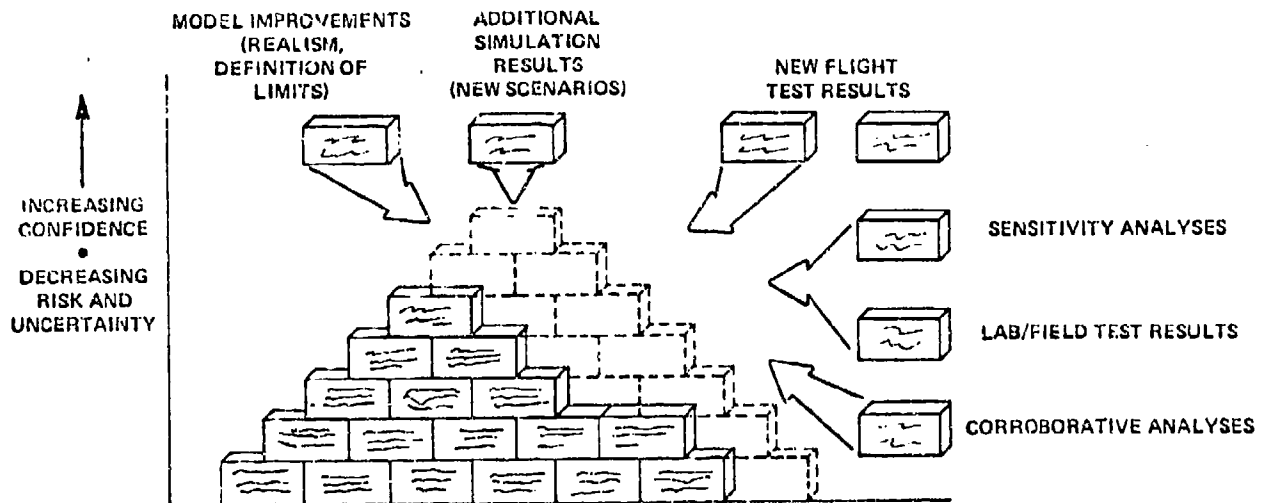 MODEL IMPROVEMENTS
(REALISM,
DEFINITION OF
LIMITS)
ADDITIONAL
SIMULATION
RESULTS
(NEW SCENARIOS)
NEW FLIGHT
TEST RESULTS
INCREASING
CONFIDENCE
•
DECREASING
RISK AND
UNCERTAINTY
SENSITIVITY ANALYSES
LAB/FIELD TEST RESULTS
CORROBORATIVE ANALYSES